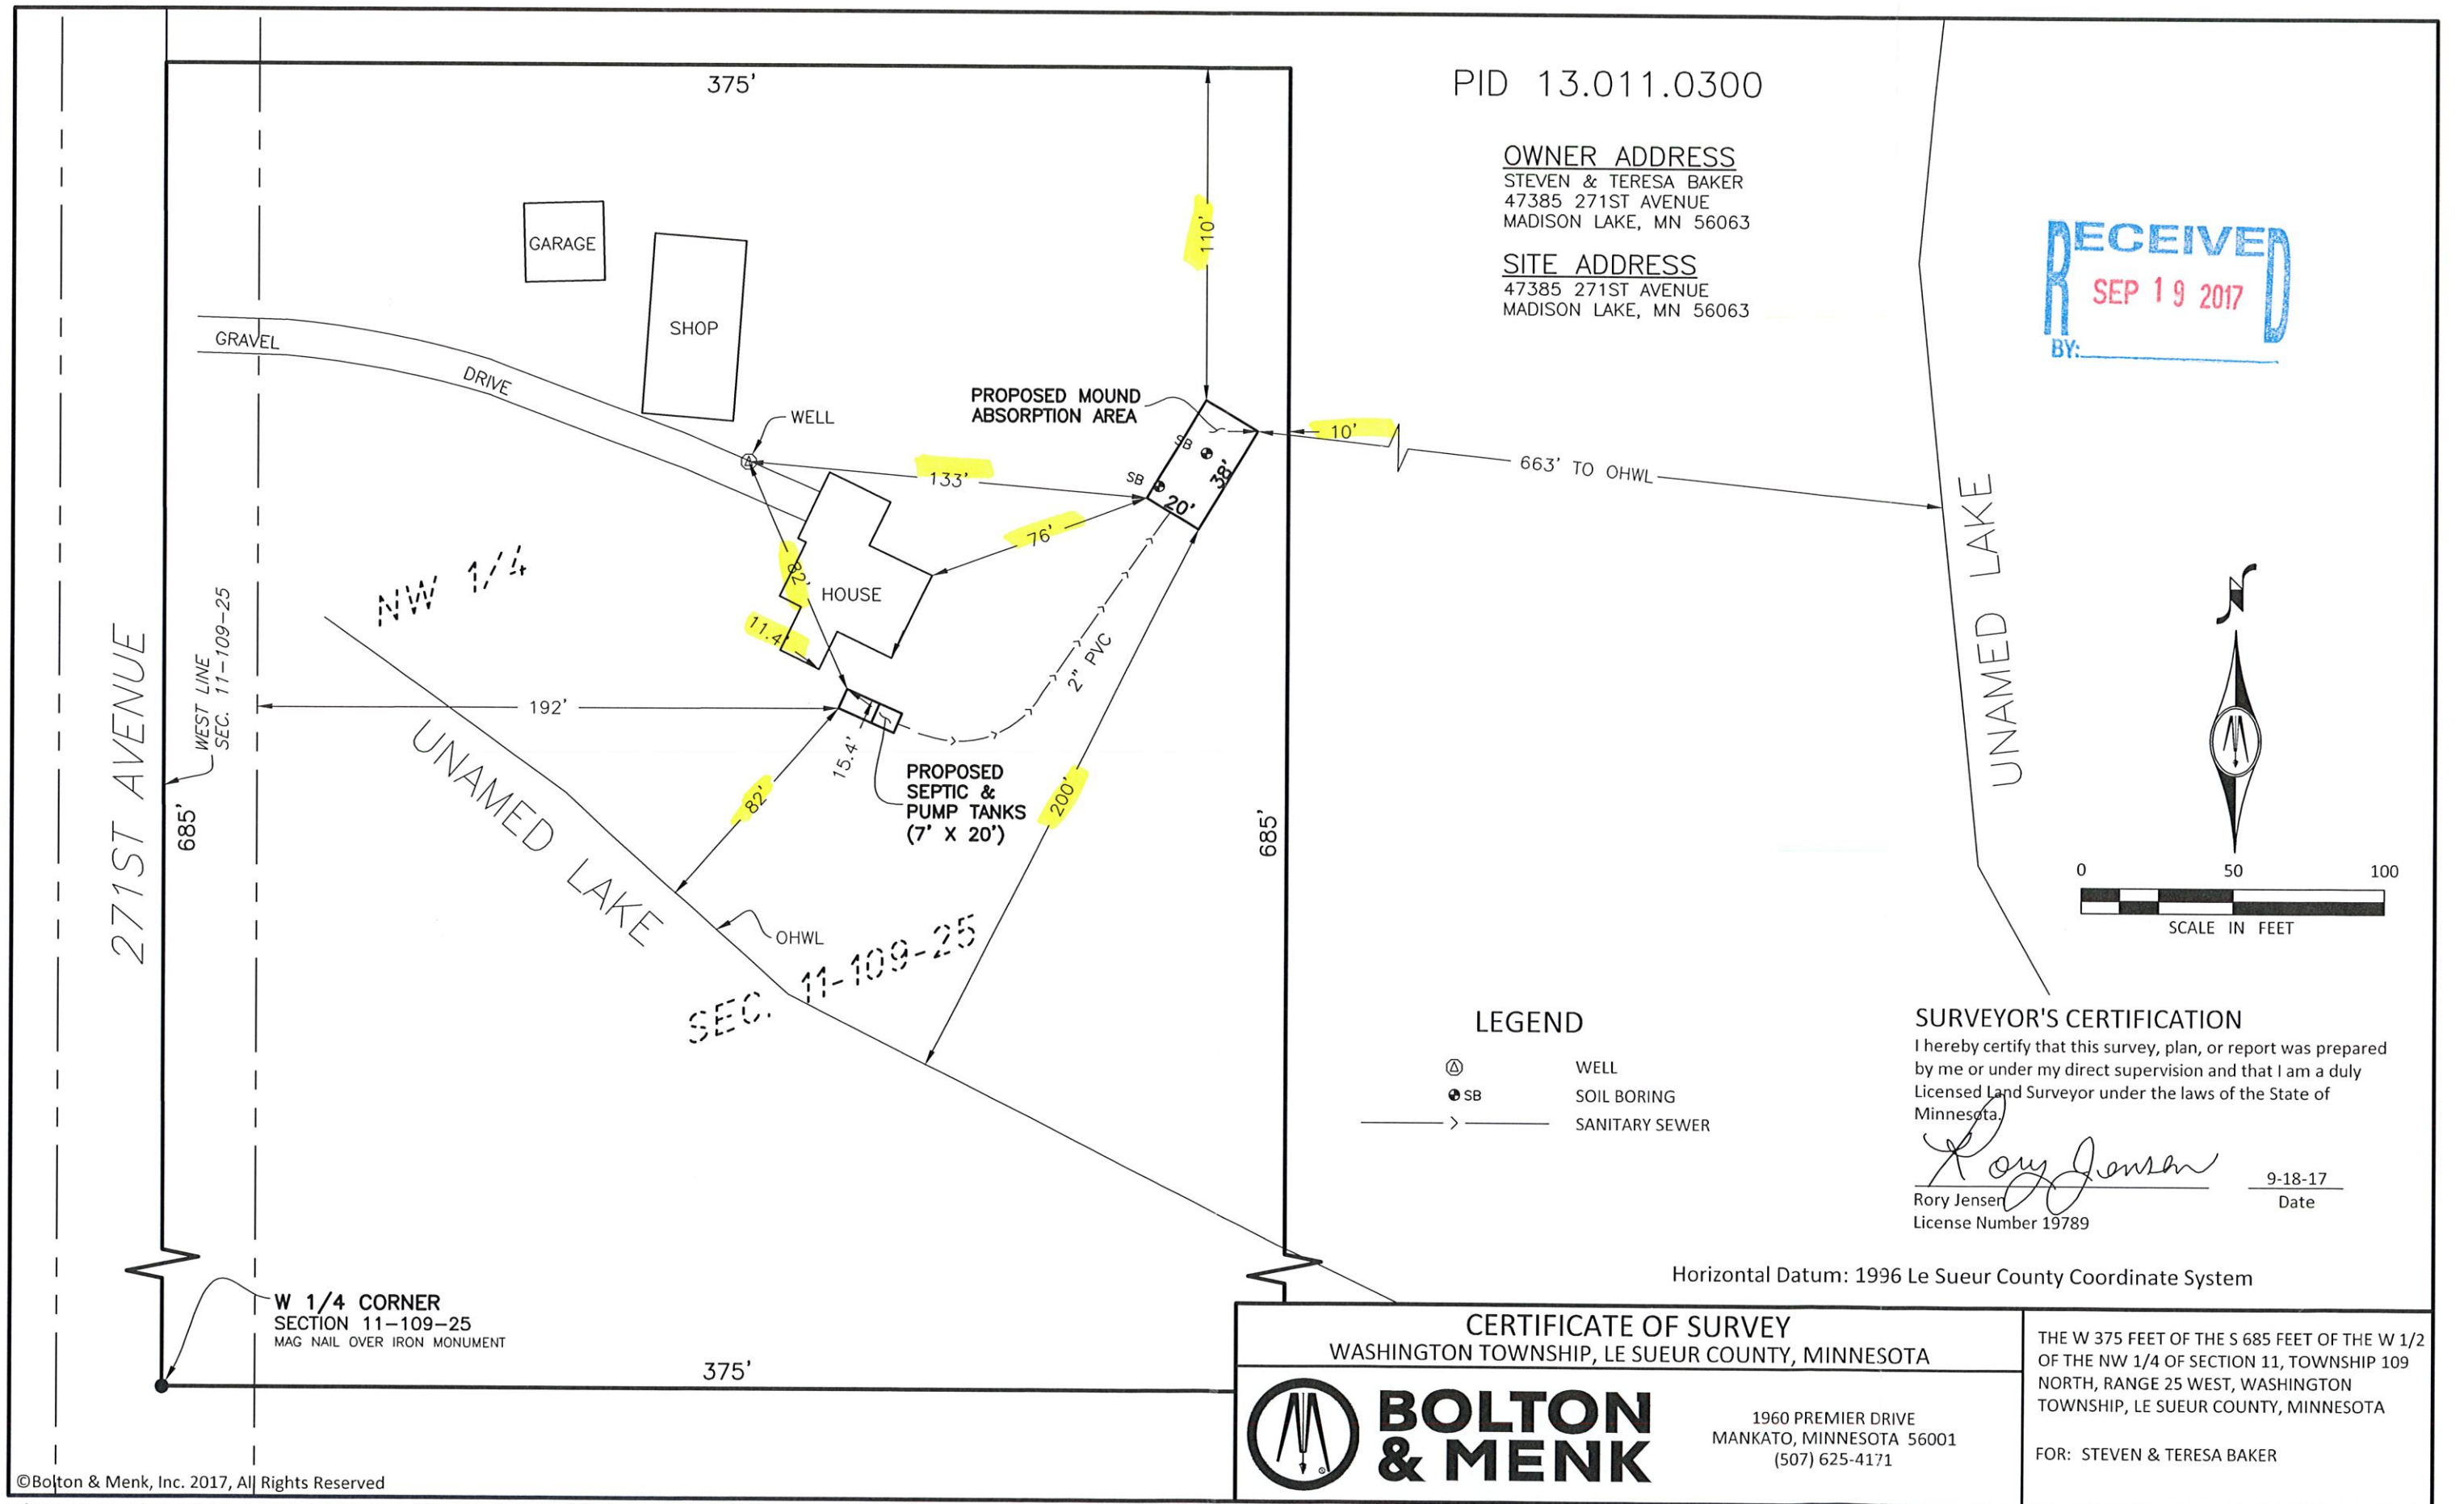 375'
PID 13.011.0300
OWNER ADDRESS
STEVEN & TERESA BAKER
47385 271ST AVENUE
MADISON LAKE, MN 56063
SITE ADDRESS
47385 271ST AVENUE
MADISON LAKE, MN 56063
RECEIVED
SEP 19 2017
BY:
110'
GARAGE
SHOP
GRAVEL
DRIVE
WELL
PROPOSED MOUND
ABSORPTION AREA
10'
663' TO OHWL
SB
SB
38'
20'
133'
76'
82'
HOUSE
11.4'
NW 1/4
2" PVC
UNAMED LAKE
271ST AVENUE
WEST LINE
SEC. 11-109-25
192'
UNAMED LAKE
15.4'
82'
PROPOSED
SEPTIC &
PUMP TANKS
(7' X 20')
200'
685'
685'
N
0 50 100
SCALE IN FEET
OHWL
SEC. 11-109-25
LEGEND
WELL
SB SOIL BORING
SANITARY SEWER
SURVEYOR'S CERTIFICATION
I hereby certify that this survey, plan, or report was prepared
by me or under my direct supervision and that I am a duly
Licensed Land Surveyor under the laws of the State of
Minnesota.
Rory Jensen
9-18-17
Rory Jensen
Date
License Number 19789
Horizontal Datum: 1996 Le Sueur County Coordinate System
W 1/4 CORNER
SECTION 11-109-25
MAG NAIL OVER IRON MONUMENT
375'
CERTIFICATE OF SURVEY
WASHINGTON TOWNSHIP, LE SUEUR COUNTY, MINNESOTA
BOLTON
& MENK
1960 PREMIER DRIVE
MANKATO, MINNESOTA 56001
(507) 625-4171
THE W 375 FEET OF THE S 685 FEET OF THE W 1/2
OF THE NW 1/4 OF SECTION 11, TOWNSHIP 109
NORTH, RANGE 25 WEST, WASHINGTON
TOWNSHIP, LE SUEUR COUNTY, MINNESOTA
FOR: STEVEN & TERESA BAKER
©Bolton & Menk, Inc. 2017, All Rights Reserved